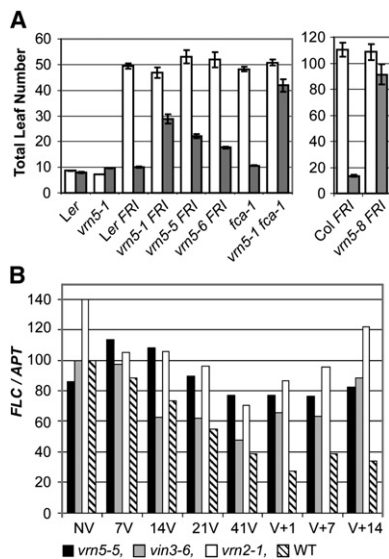 A
Total Leaf Number
60
50
40
30
20
10
0
Ler
vrn5-1
Ler FRI
vrn5-1 FRI
vrn5-5 FRI
vrn5-6 FRI
fca-1
vrn5-1 fca-1
120
100
80
60
40
20
0
Col FRI
vrn5-8 FRI
B
FLC / APT
140
120
100
80
60
40
20
0
NV 7V 14V 21V 41V V+1 V+7 V+14
vrn5-5, vin3-6, vrn2-1, WT